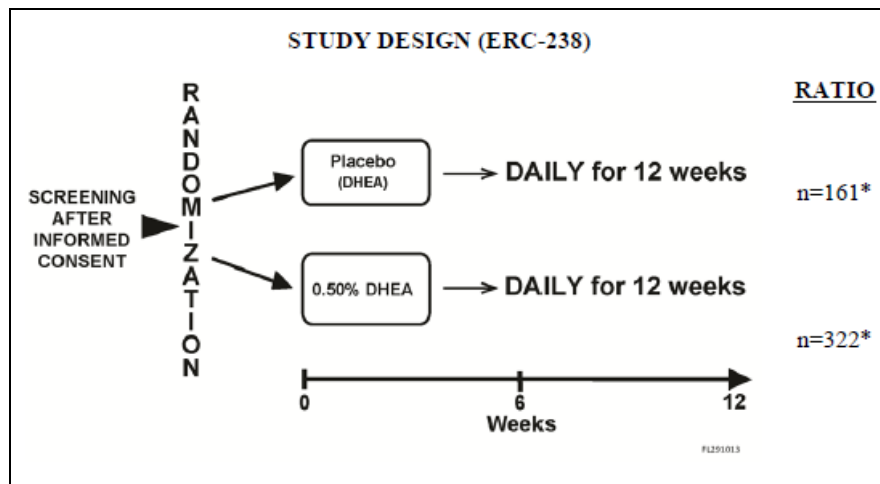 STUDY DESIGN (ERC-238)
RATIO
RANDOMIZATION
SCREENING
AFTER
INFORMED
CONSENT
Placebo
(DHEA)
DAILY for 12 weeks
n=161*
0.50% DHEA
DAILY for 12 weeks
n=322*
0 6 12
Weeks
FL291013